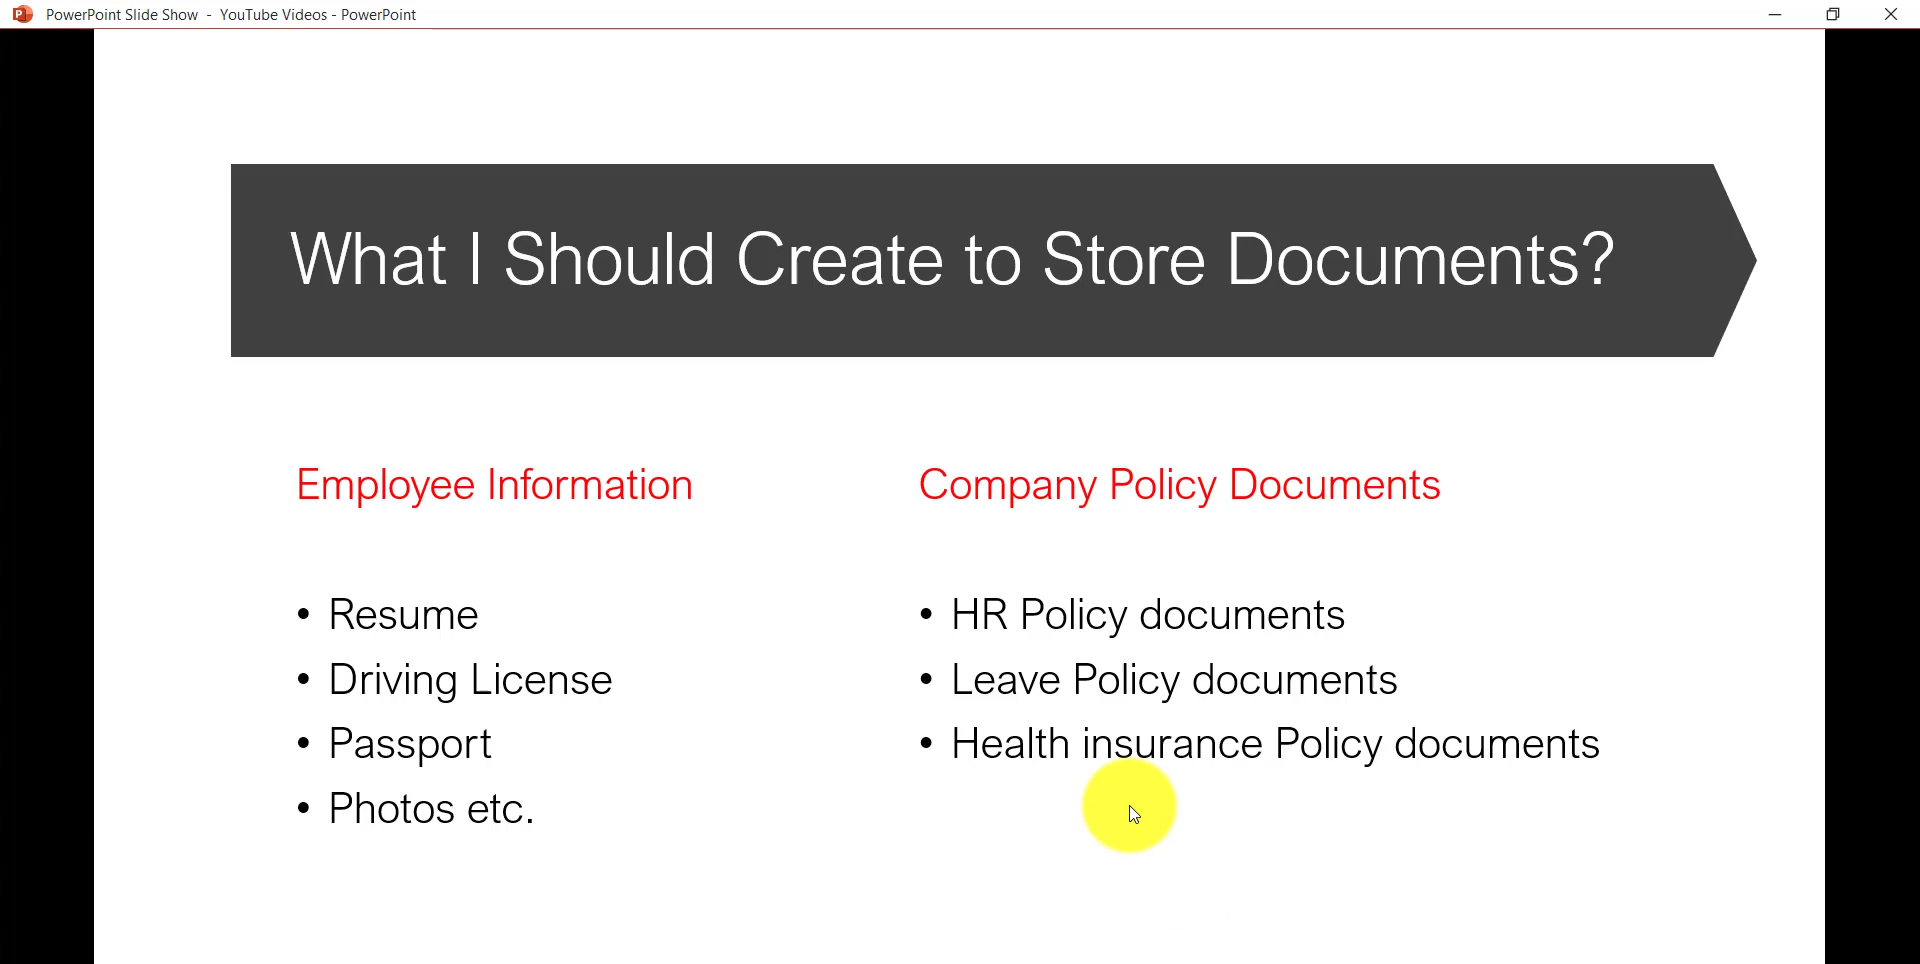 PowerPoint Slide Show - YouTube Videos - PowerPoint
What I Should Create to Store Documents?
Employee Information
• Resume
• Driving License
• Passport
• Photos etc.
Company Policy Documents
• HR Policy documents
• Leave Policy documents
• Health insurance Policy documents